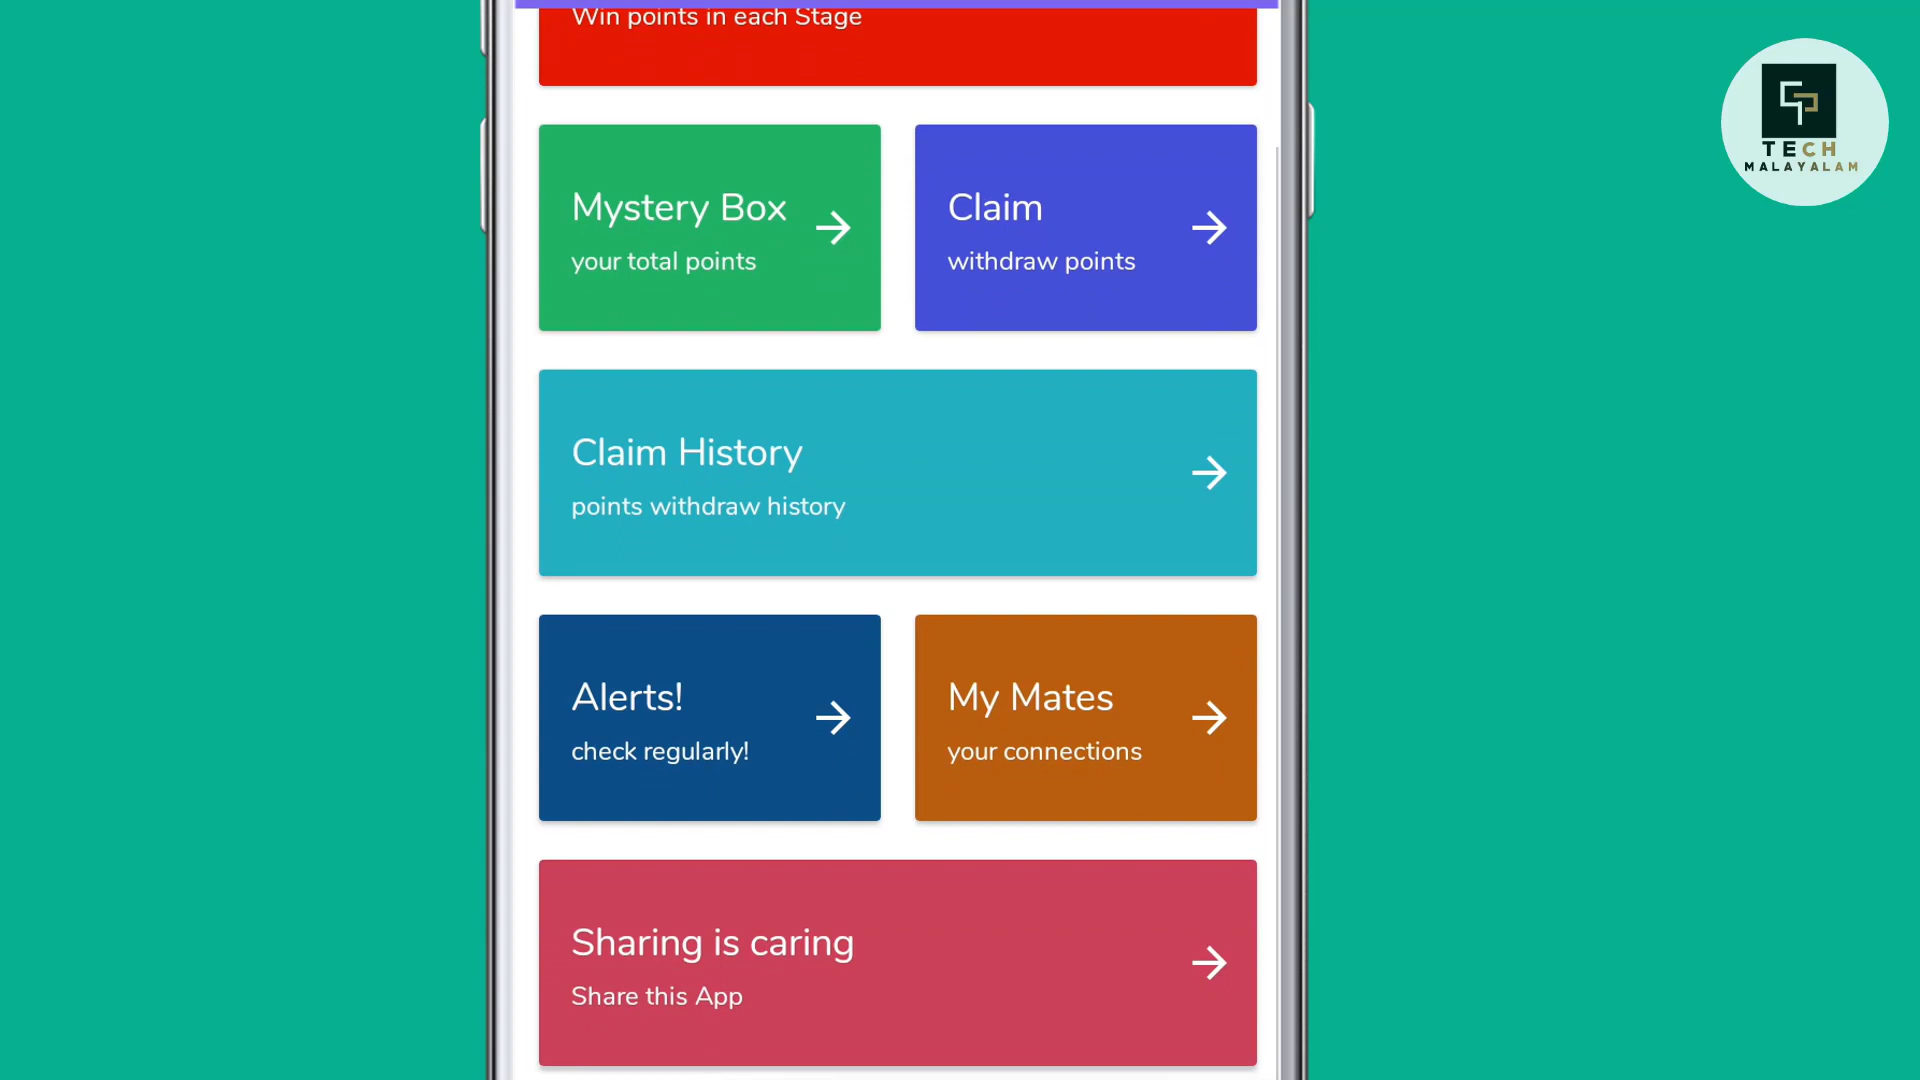 Win points in each Stage
Mystery Box
your total points
Claim
withdraw points
Claim History
points withdraw history
Alerts!
check regularly!
My Mates
your connections
Sharing is caring
Share this App
TECH
MALAYALAM